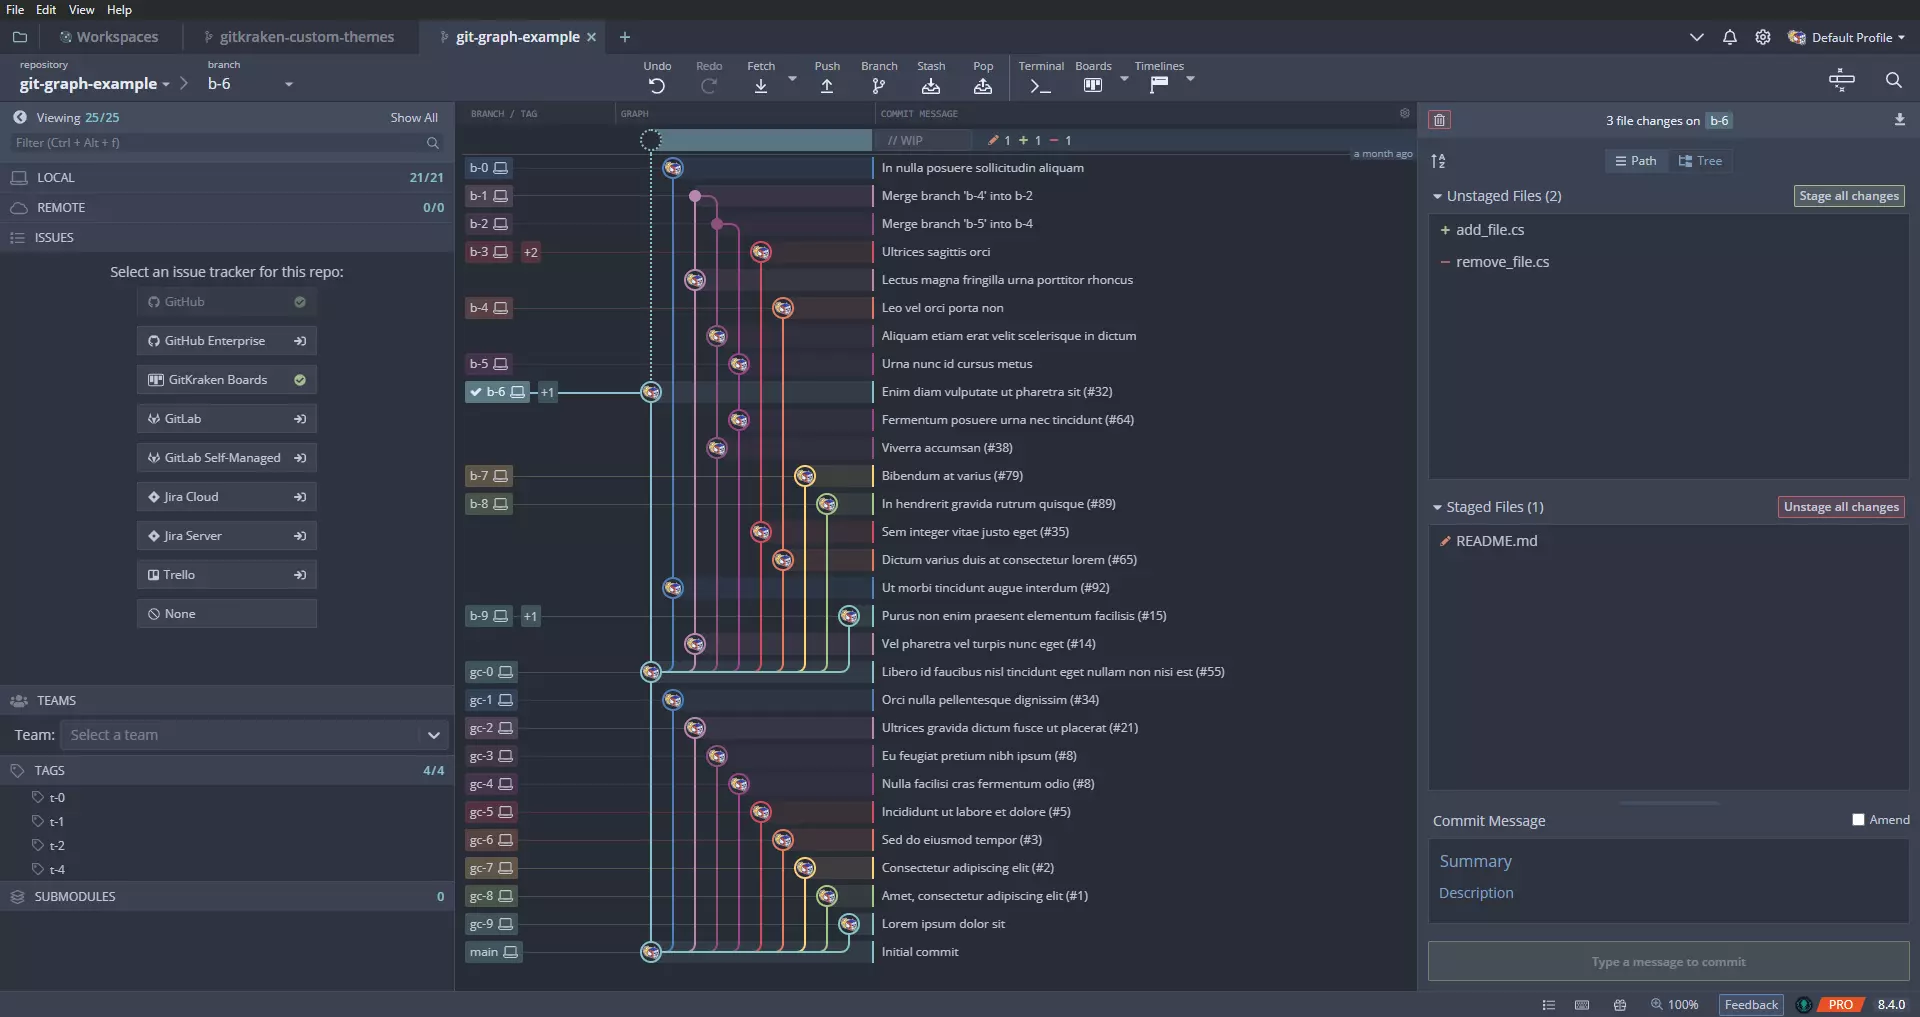 File Edit View Help
Workspaces
gitkraken-custom-themes
git-graph-example
Default Profile
repository
git-graph-example
branch
b-6
Undo
Redo
Fetch
Push
Branch
Stash
Pop
Terminal
Boards
Timelines
Viewing 25/25
Show All
Filter (Ctrl + Alt + f)
LOCAL 21/21
REMOTE 0/0
ISSUES
Select an issue tracker for this repo:
GitHub
GitHub Enterprise
GitKraken Boards
GitLab
GitLab Self-Managed
Jira Cloud
Jira Server
Trello
None
TEAMS
Team: Select a team
TAGS 4/4
t-0
t-1
t-2
t-4
SUBMODULES 0
BRANCH / TAG GRAPH COMMIT MESSAGE
// WIP 1 + 1 − 1
a month ago
b-0 In nulla posuere sollicitudin aliquam
b-1 Merge branch 'b-4' into b-2
b-2 Merge branch 'b-5' into b-4
b-3 +2 Ultrices sagittis orci
Lectus magna fringilla urna porttitor rhoncus
b-4 Leo vel orci porta non
Aliquam etiam erat velit scelerisque in dictum
b-5 Urna nunc id cursus metus
b-6 +1 Enim diam vulputate ut pharetra sit (#32)
Fermentum posuere urna nec tincidunt (#64)
Viverra accumsan (#38)
b-7 Bibendum at varius (#79)
b-8 In hendrerit gravida rutrum quisque (#89)
Sem integer vitae justo eget (#35)
Dictum varius duis at consectetur lorem (#65)
Ut morbi tincidunt augue interdum (#92)
b-9 +1 Purus non enim praesent elementum facilisis (#15)
Vel pharetra vel turpis nunc eget (#14)
gc-0 Libero id faucibus nisl tincidunt eget nullam non nisi est (#55)
gc-1 Orci nulla pellentesque dignissim (#34)
gc-2 Ultrices gravida dictum fusce ut placerat (#21)
gc-3 Eu feugiat pretium nibh ipsum (#8)
gc-4 Nulla facilisi cras fermentum odio (#8)
gc-5 Incididunt ut labore et dolore (#5)
gc-6 Sed do eiusmod tempor (#3)
gc-7 Consectetur adipiscing elit (#2)
gc-8 Amet, consectetur adipiscing elit (#1)
gc-9 Lorem ipsum dolor sit
main Initial commit
3 file changes on b-6
Path
Tree
Unstaged Files (2)
Stage all changes
+ add_file.cs
− remove_file.cs
Staged Files (1)
Unstage all changes
README.md
Commit Message
Amend
Summary
Description
Type a message to commit
100%
Feedback
PRO
8.4.0